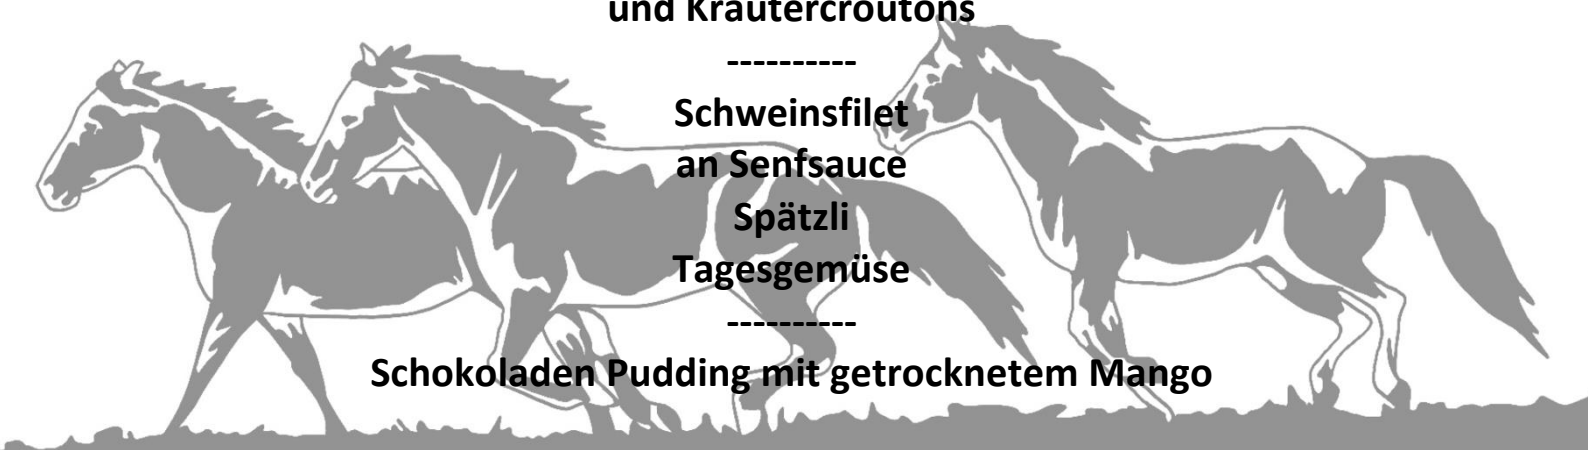 und Kräutercroutons
----------
Schweinsfilet
an Senfsauce
Spätzli
Tagesgemüse
----------
Schokoladen Pudding mit getrocknetem Mango